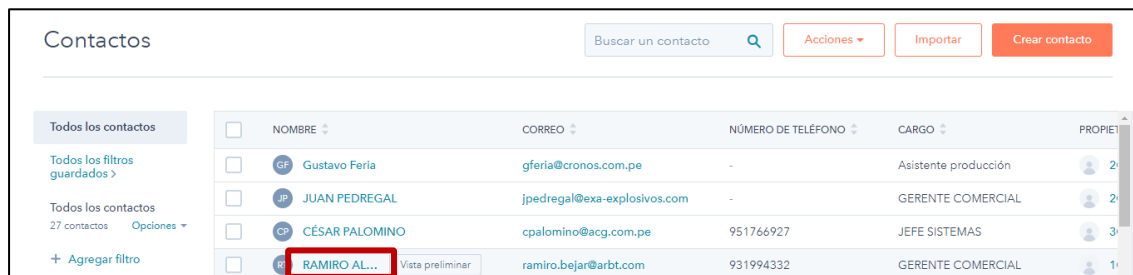 Contactos
Buscar un contacto
Acciones
Importar
Crear contacto
Todos los contactos
Todos los filtros
guardados >
Todos los contactos
27 contactos Opciones
+ Agregar filtro
NOMBRE CORREO NÚMERO DE TELÉFONO CARGO PROPIET
GF Gustavo Feria gferia@cronos.com.pe - Asistente producción
JP JUAN PEDREGAL jpedregal@exa-explosivos.com - GERENTE COMERCIAL
CP CÉSAR PALOMINO cpalomino@acg.com.pe 951766927 JEFE SISTEMAS
RAMIRO AL... Vista preliminar ramiro.bejar@arbt.com 931994332 GERENTE COMERCIAL